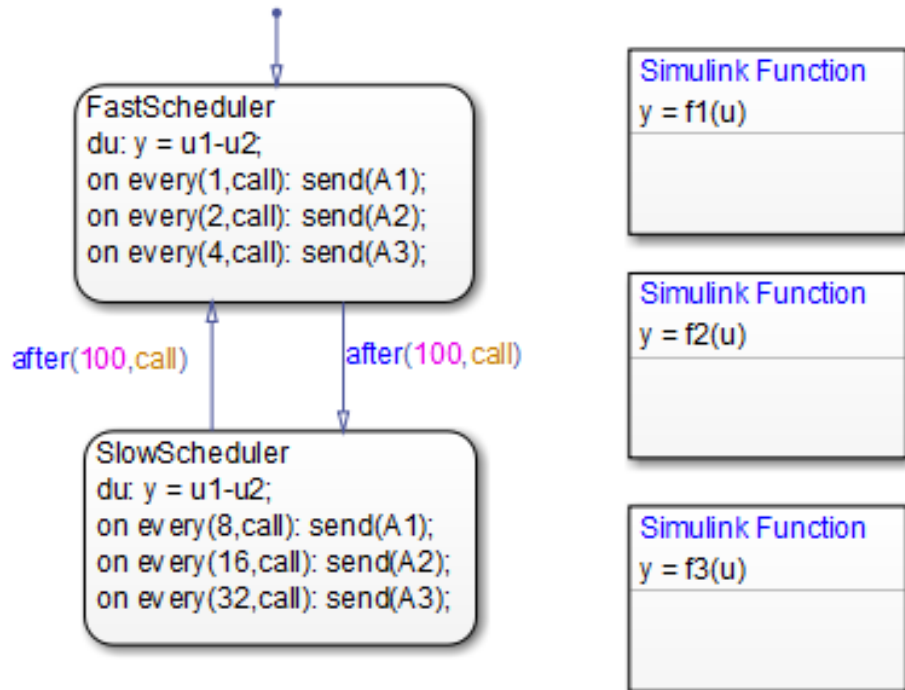 FastScheduler
du: y = u1-u2;
on every(1,call): send(A1);
on every(2,call): send(A2);
on every(4,call): send(A3);
after(100,call)
after(100,call)
SlowScheduler
du: y = u1-u2;
on every(8,call): send(A1);
on every(16,call): send(A2);
on every(32,call): send(A3);
Simulink Function
y = f1(u)
Simulink Function
y = f2(u)
Simulink Function
y = f3(u)